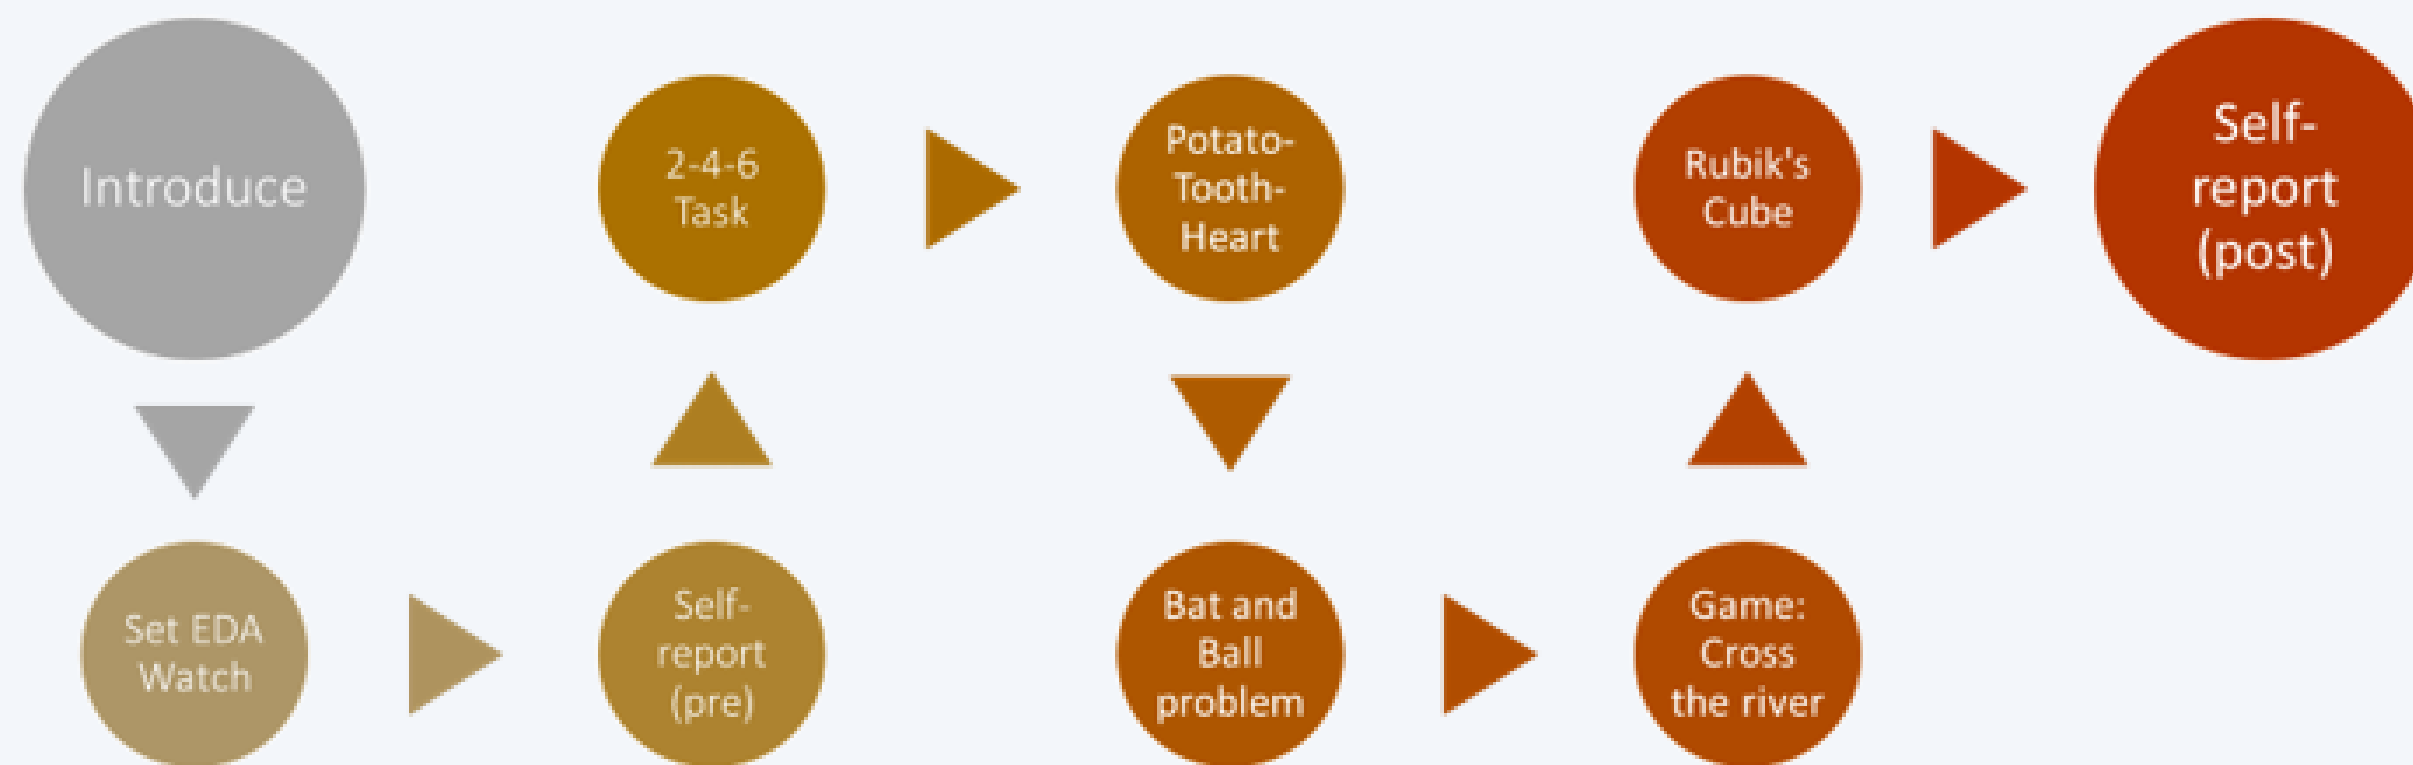 Introduce
Set EDA
Watch
Self-
report
(pre)
2-4-6
Task
Potato-
Tooth-
Heart
Bat and
Ball
problem
Game:
Cross
the river
Rubik's
Cube
Self-
report
(post)